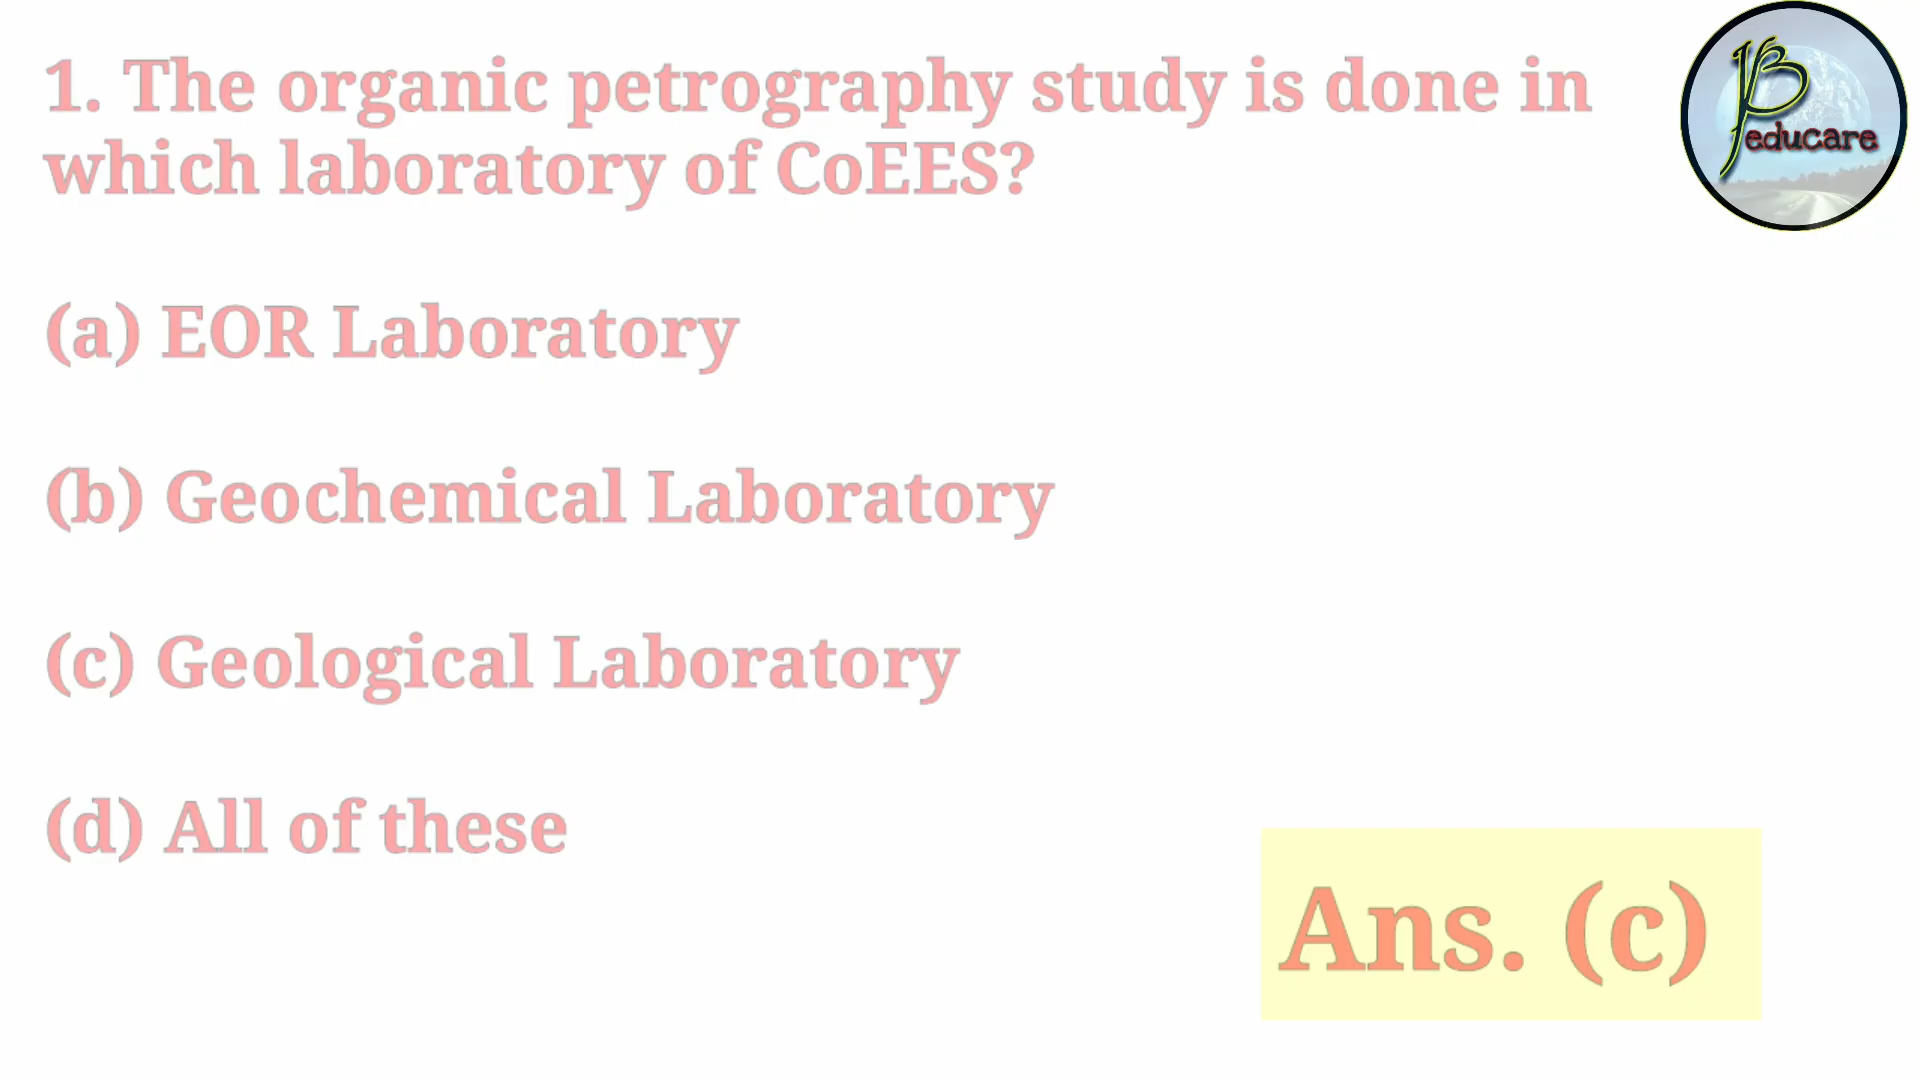 1. The organic petrography study is done in
which laboratory of CoEES?
(a) EOR Laboratory
(b) Geochemical Laboratory
(c) Geological Laboratory
(d) All of these
Ans. (c)
educare